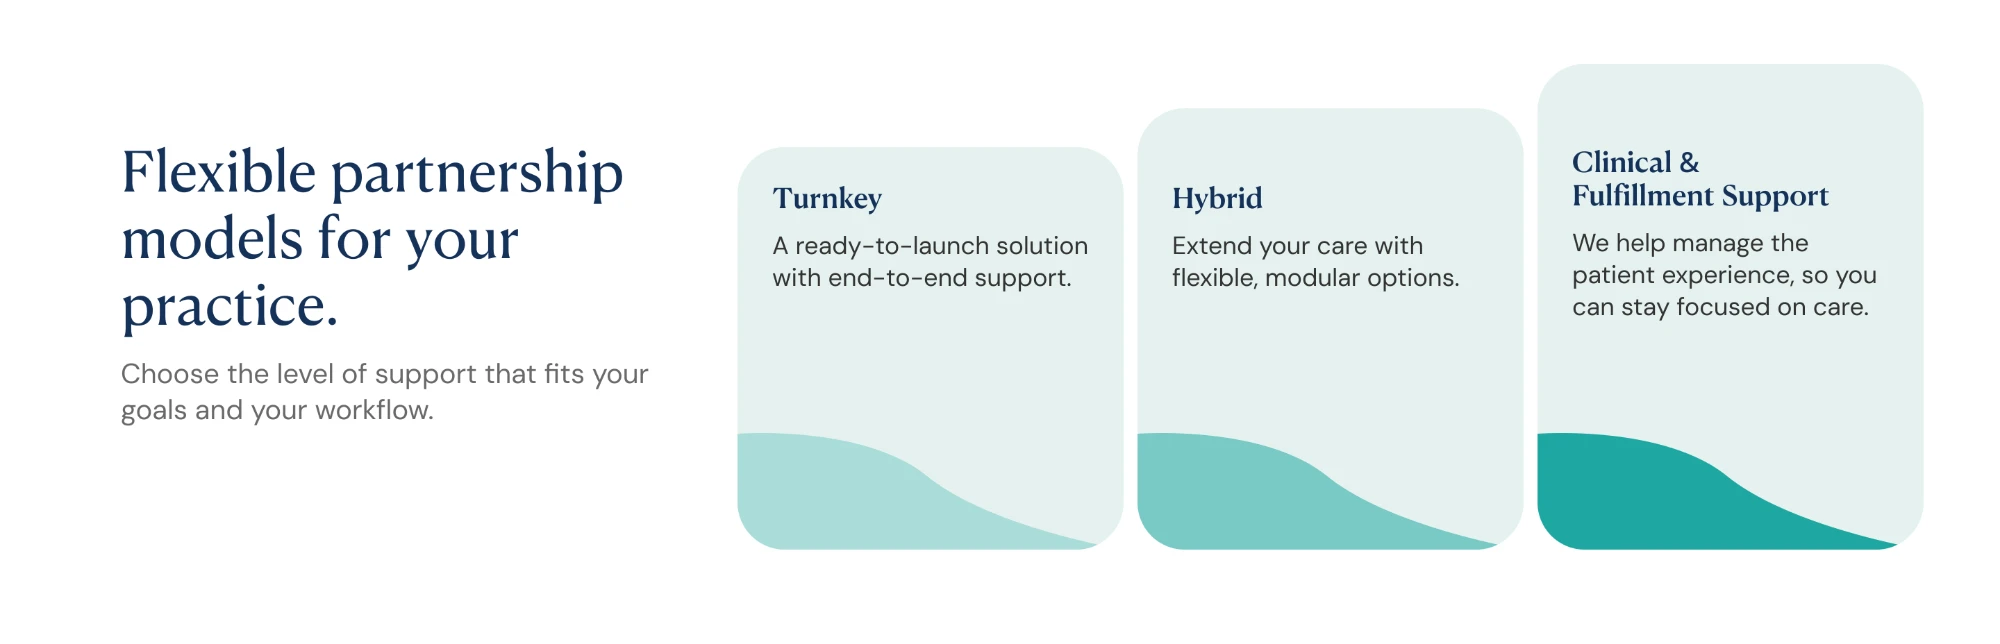 Flexible partnership
models for your
practice.
Choose the level of support that fits your
goals and your workflow.
Turnkey
A ready-to-launch solution
with end-to-end support.
Hybrid
Extend your care with
flexible, modular options.
Clinical &
Fulfillment Support
We help manage the
patient experience, so you
can stay focused on care.